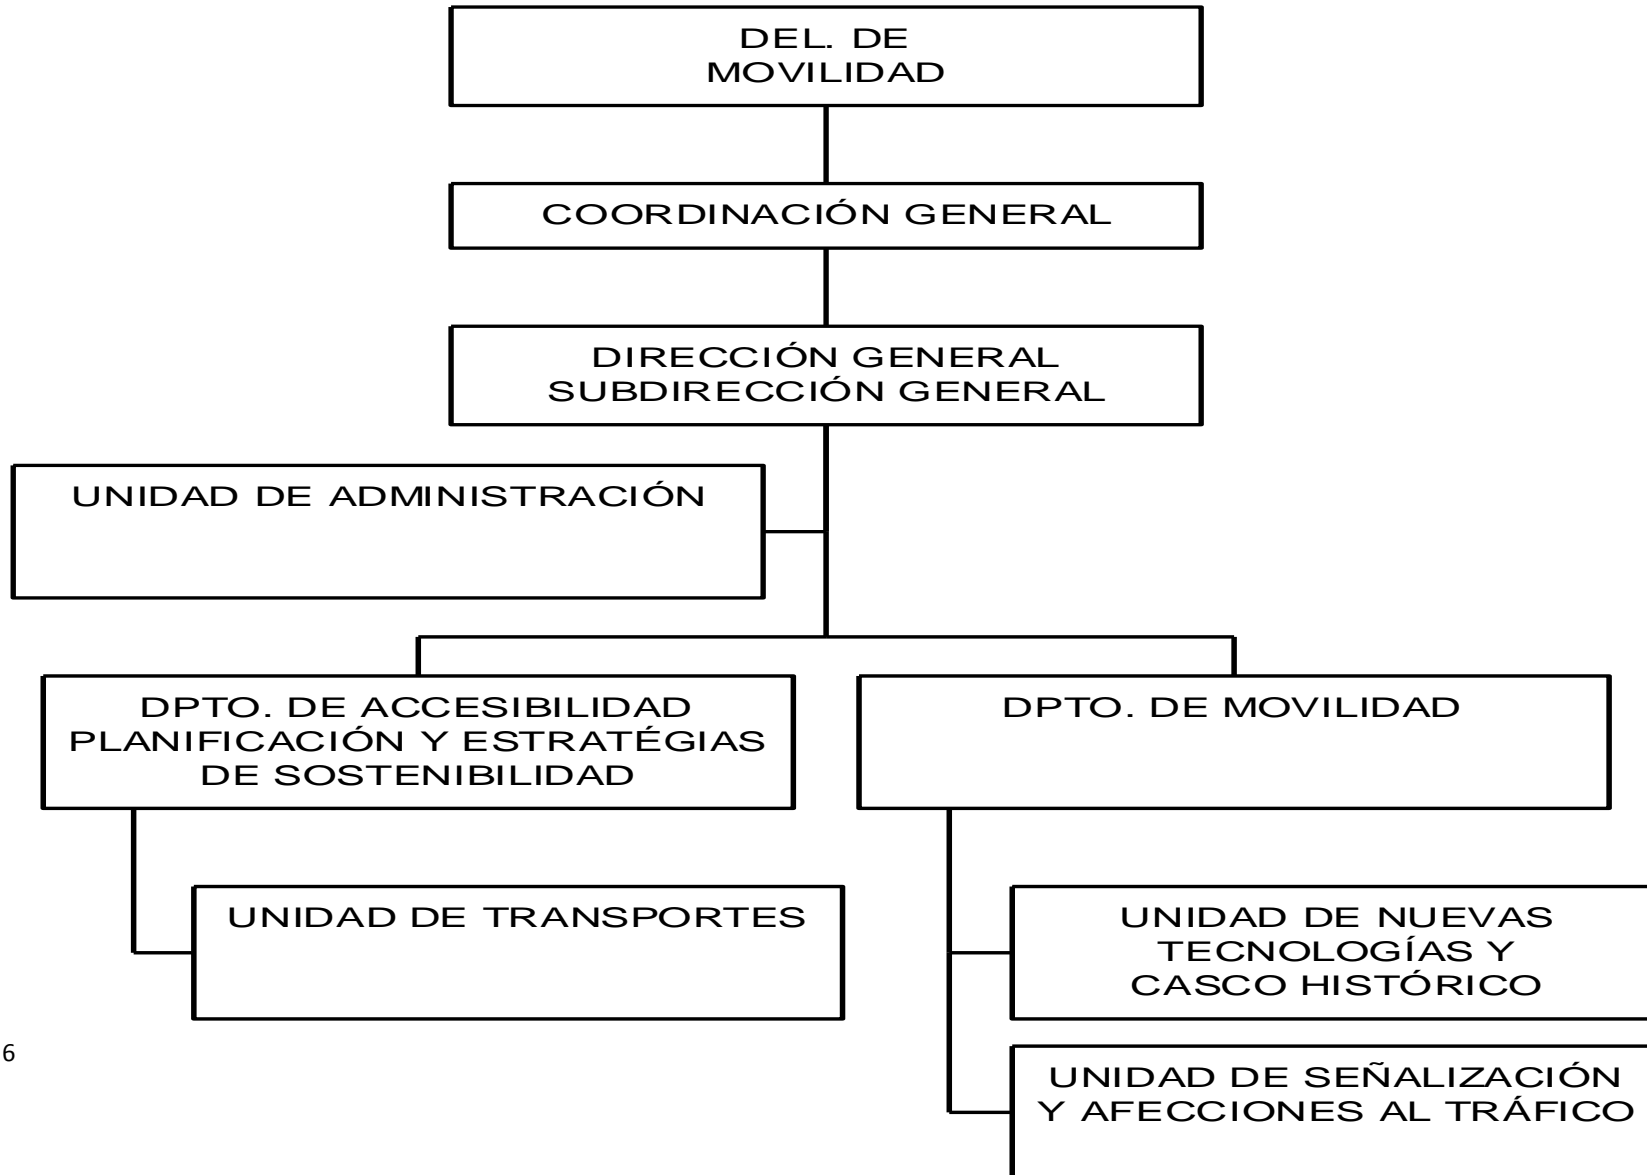 DEL. DE
MOVILIDAD
COORDINACIÓN GENERAL
DIRECCIÓN GENERAL
SUBDIRECCIÓN GENERAL
UNIDAD DE ADMINISTRACIÓN
DPTO. DE ACCESIBILIDAD
PLANIFICACIÓN Y ESTRATÉGIAS
DE SOSTENIBILIDAD
DPTO. DE MOVILIDAD
UNIDAD DE TRANSPORTES
UNIDAD DE NUEVAS
TECNOLOGÍAS Y
CASCO HISTÓRICO
6
UNIDAD DE SEÑALIZACIÓN
Y AFECCIONES AL TRÁFICO